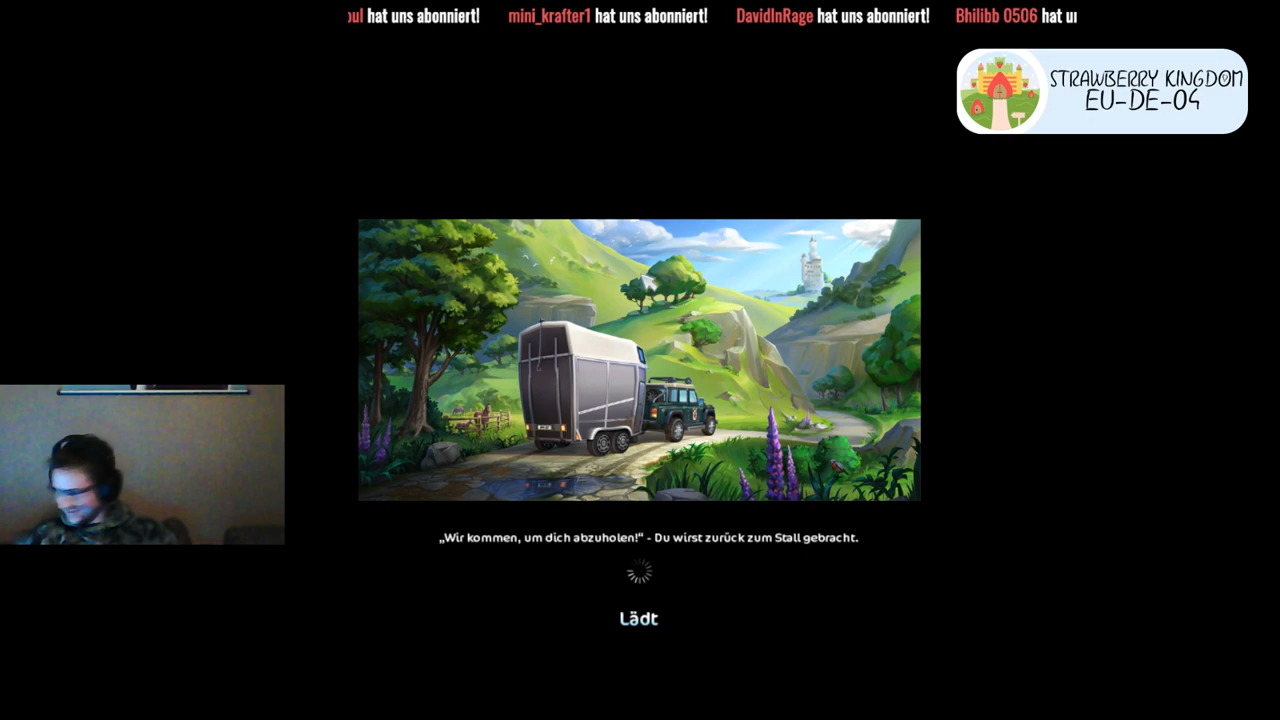 hat uns abonniert! mini_krafter1 hat uns abonniert! DavidInRage hat uns abonniert! Bhilibb 0506 hat
STRAWBERRY KINGDOM
EU-DE-04
„Wir kommen, um dich abzuholen!“ - Du wirst zurück zum Stall gebracht.
Lädt